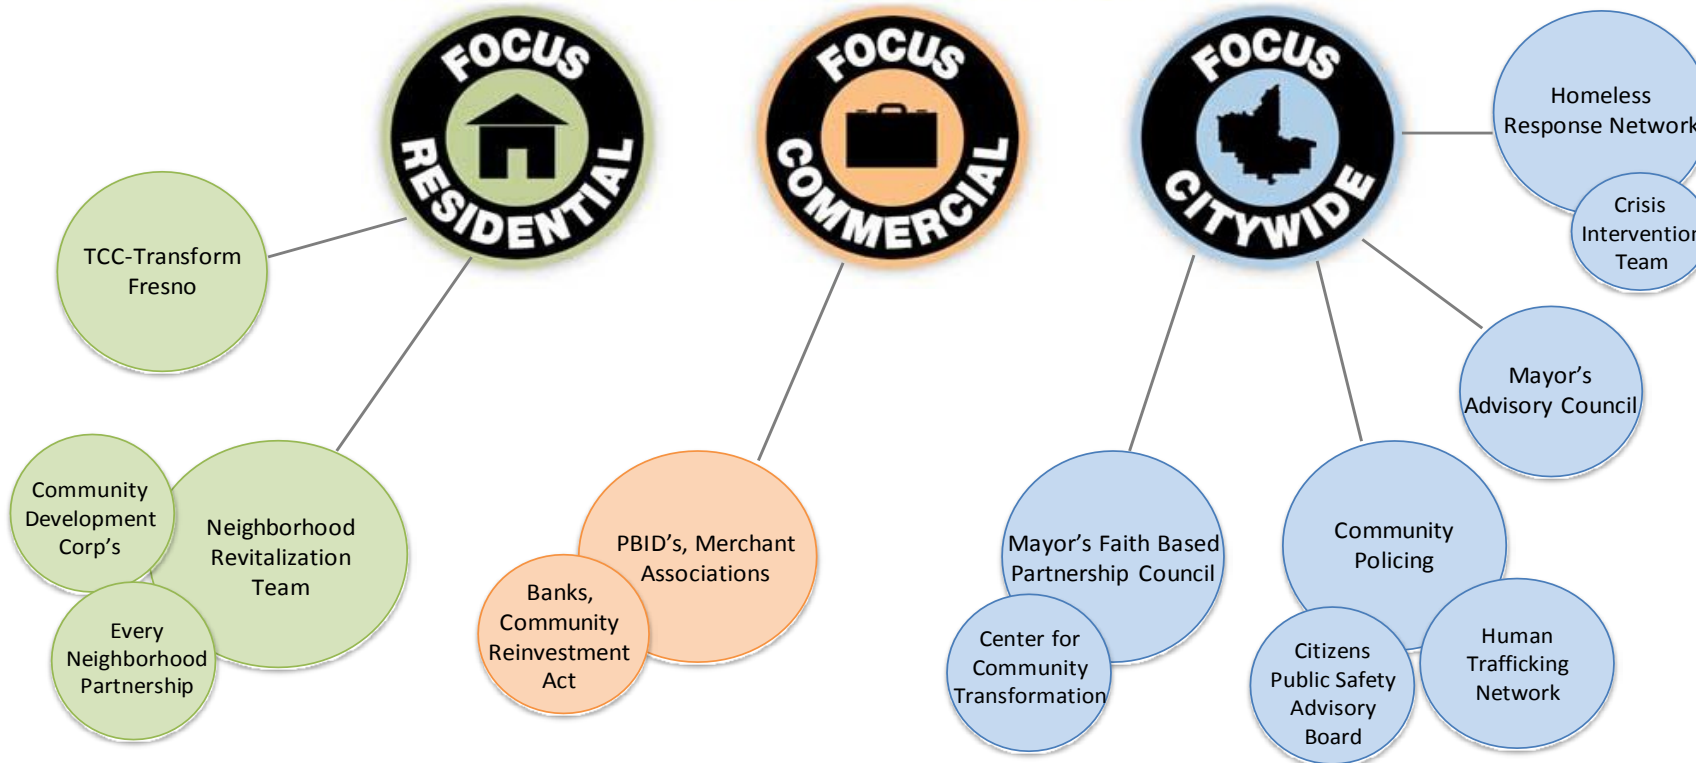 FOCUS
RESIDENTIAL
FOCUS
COMMERCIAL
FOCUS
CITYWIDE
Homeless
Response Network
Crisis
Intervention
Team
TCC-Transform
Fresno
Mayor’s
Advisory Council
Community
Development
Corp’s
Neighborhood
Revitalization
Team
Every
Neighborhood
Partnership
PBID’s, Merchant
Associations
Banks,
Community
Reinvestment
Act
Mayor’s Faith Based
Partnership Council
Center for
Community
Transformation
Community
Policing
Citizens
Public Safety
Advisory
Board
Human
Trafficking
Network